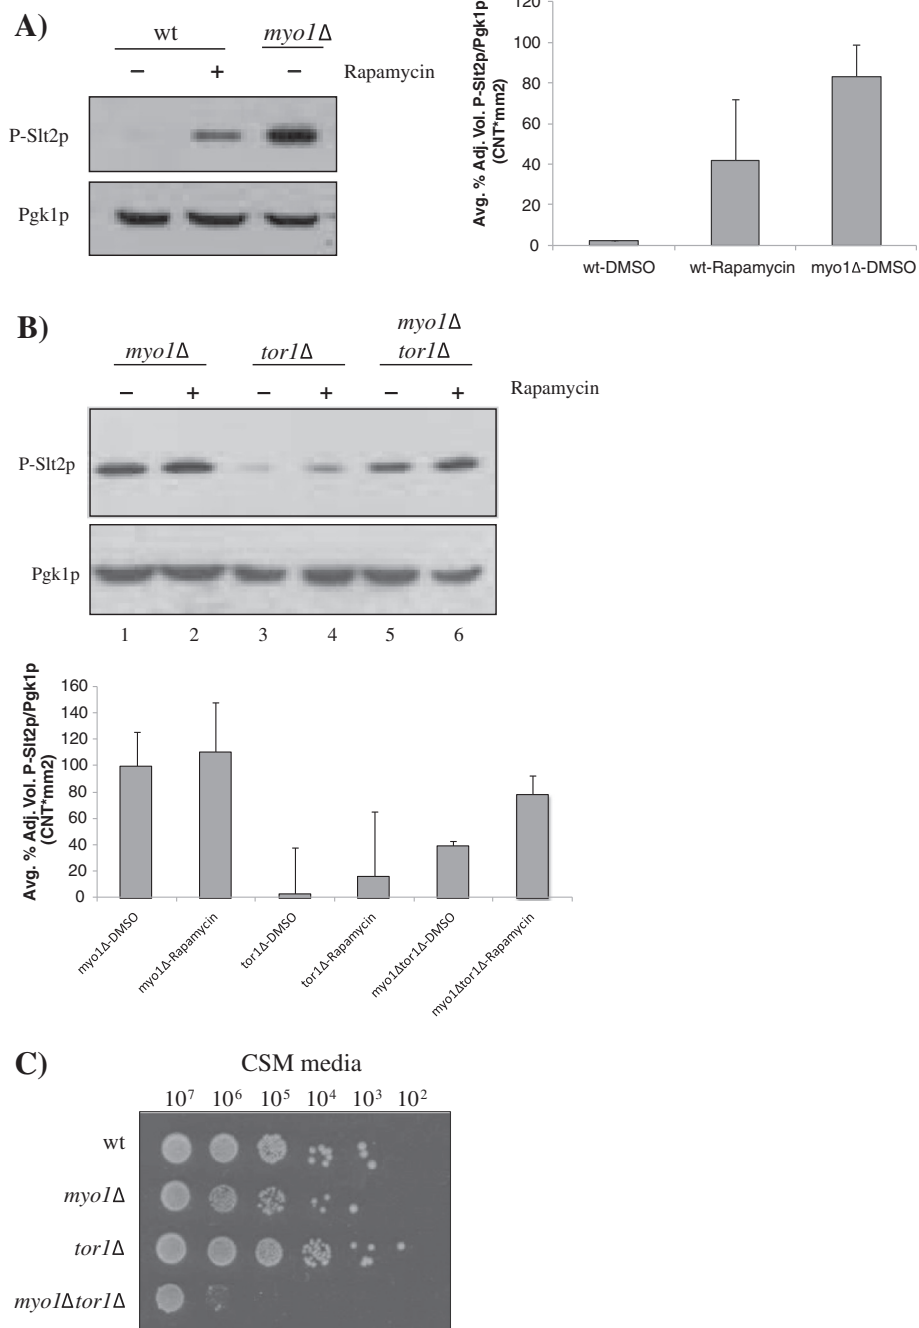 A)
wt
myo1Δ
− + − Rapamycin
P-Slt2p
Pgk1p
Avg. % Adj. Vol. P-Slt2p/Pgk1p
(CNT*mm2)
120
100
80
60
40
20
0
wt-DMSO wt-Rapamycin myo1Δ-DMSO
B)
myo1Δ tor1Δ myo1Δ
tor1Δ
− + − + − + Rapamycin
P-Slt2p
Pgk1p
1 2 3 4 5 6
Avg. % Adj. Vol. P-Slt2p/Pgk1p
(CNT*mm2)
160
140
120
100
80
60
40
20
0
myo1Δ-DMSO
myo1Δ-Rapamycin
tor1Δ-DMSO
tor1Δ-Rapamycin
myo1Δtor1Δ-DMSO
myo1Δtor1Δ-Rapamycin
C)
CSM media
10⁷ 10⁶ 10⁵ 10⁴ 10³ 10²
wt
myo1Δ
tor1Δ
myo1Δtor1Δ